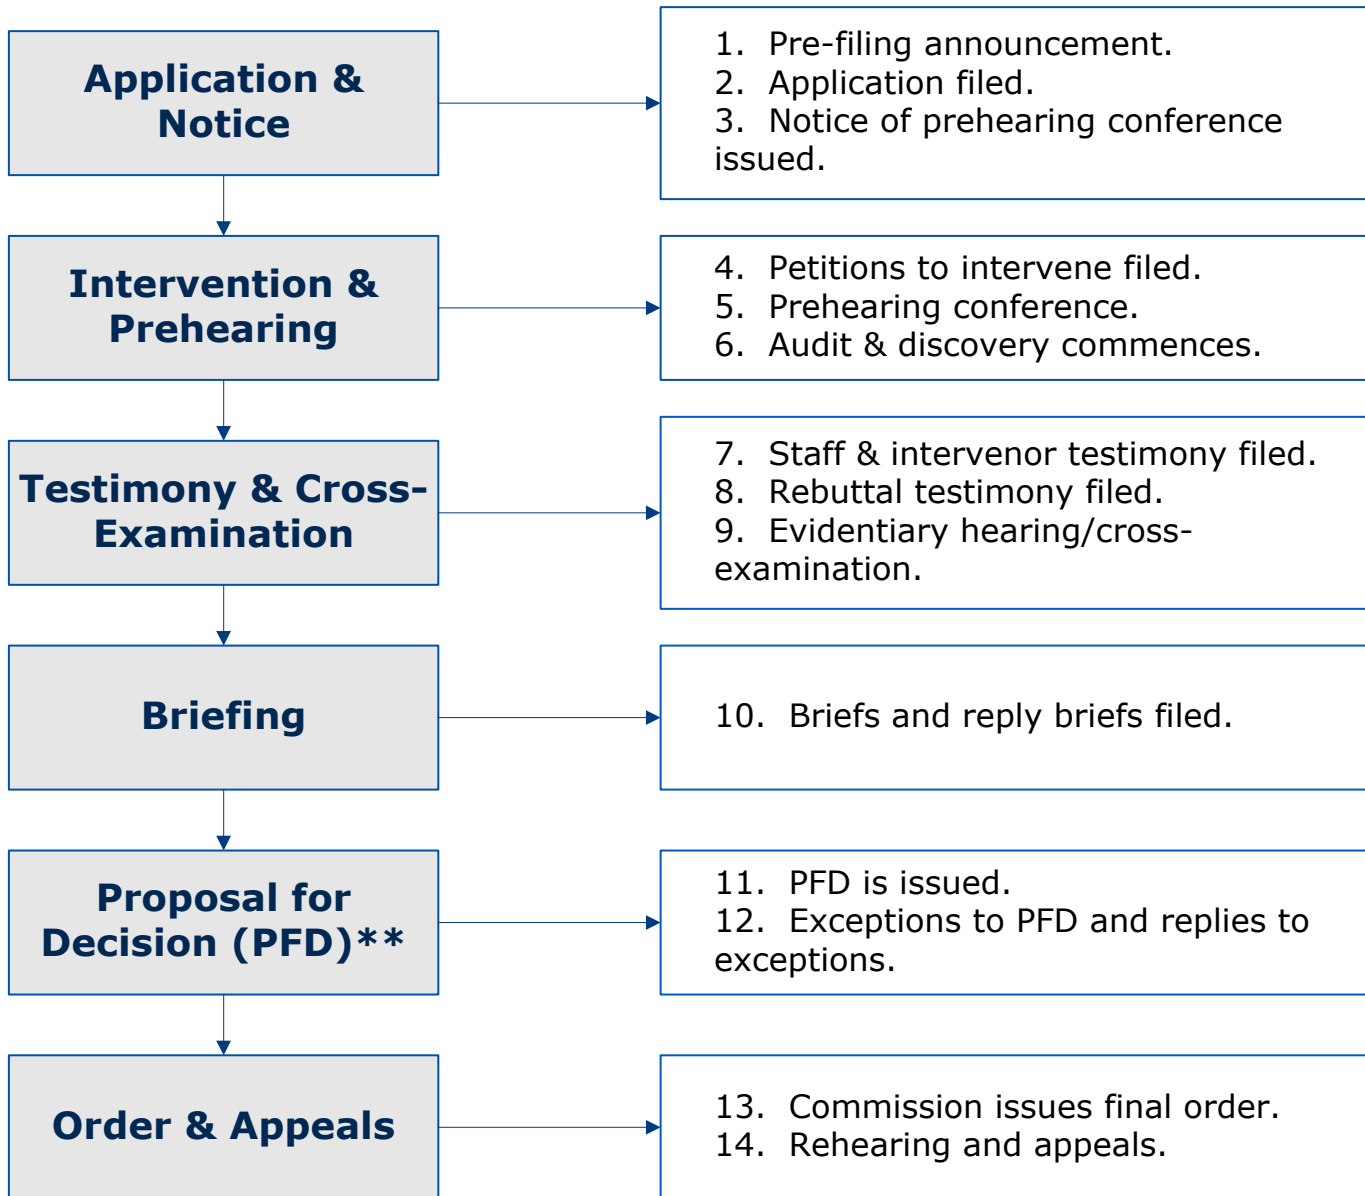 Application &
Notice
1. Pre-filing announcement.
2. Application filed.
3. Notice of prehearing conference
issued.
Intervention &
Prehearing
4. Petitions to intervene filed.
5. Prehearing conference.
6. Audit & discovery commences.
Testimony & Cross-
Examination
7. Staff & intervenor testimony filed.
8. Rebuttal testimony filed.
9. Evidentiary hearing/cross-
examination.
Briefing
10. Briefs and reply briefs filed.
Proposal for
Decision (PFD)**
11. PFD is issued.
12. Exceptions to PFD and replies to
exceptions.
Order & Appeals
13. Commission issues final order.
14. Rehearing and appeals.